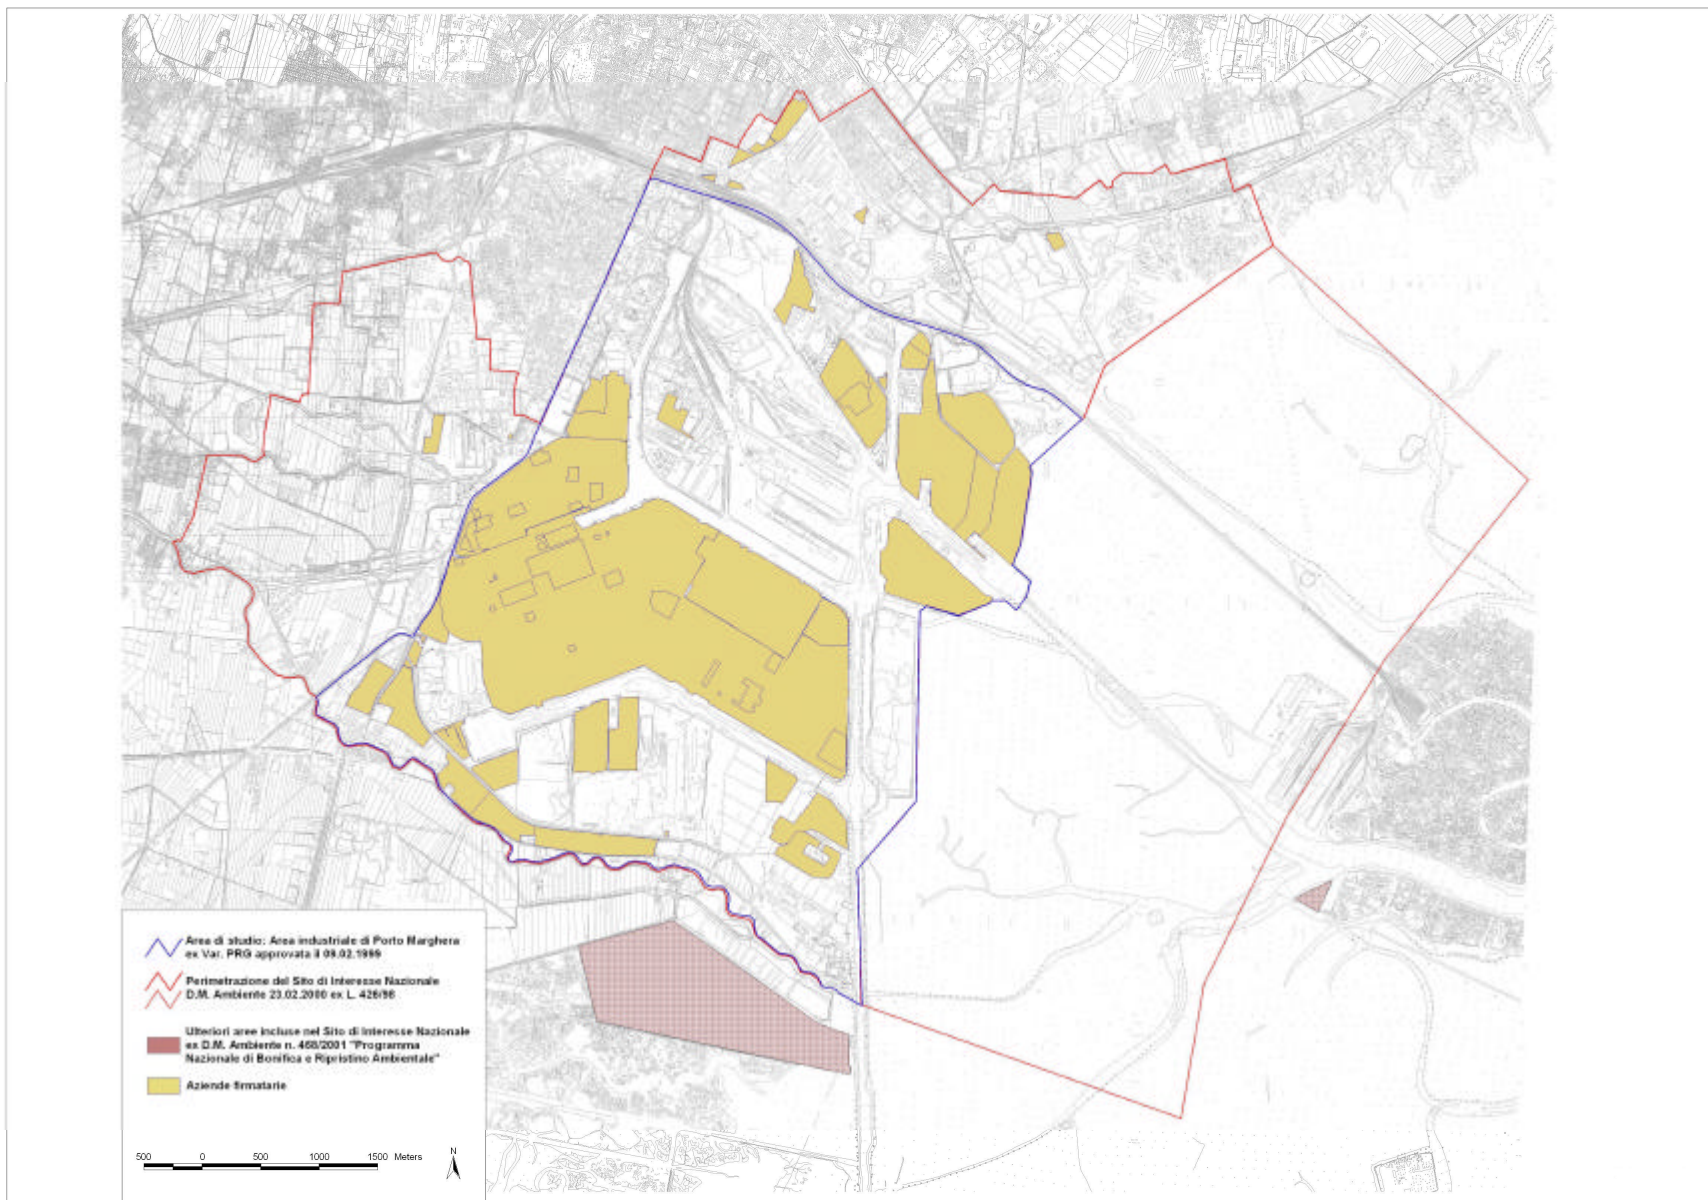 Area di studio: Area industriale di Porto Marghera
ex Var. PRG approvata il 09.02.1999
Perimetrazione del Sito di Interesse Nazionale
D.M. Ambiente 23.02.2000 ex L. 426/98
Ulteriori aree incluse nel Sito di Interesse Nazionale
ex D.M. Ambiente n. 468/2001 "Programma
Nazionale di Bonifica e Ripristino Ambientale"
Aziende firmatarie
500 0 500 1000 1500 Meters
N